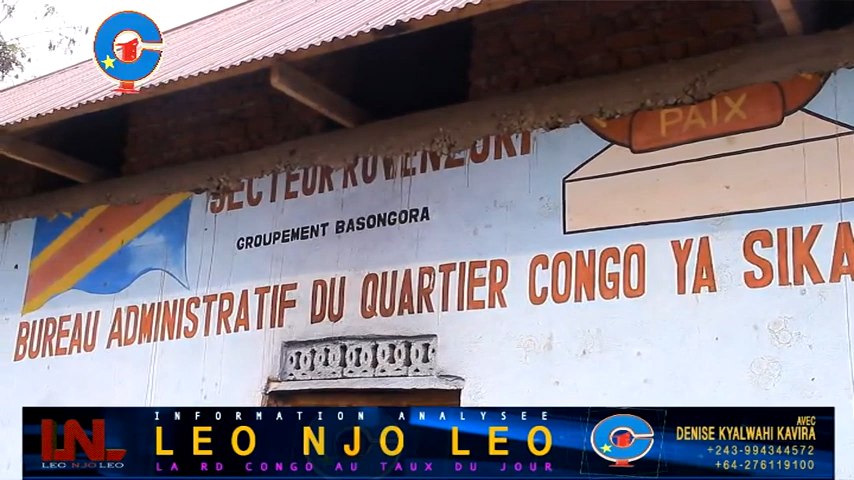 PAIX
SECTEUR RUWENZORI
GROUPEMENT BASONGORA
BUREAU ADMINISTRATIF DU QUARTIER CONGO YA SIKA
INFORMATION ANALYSEE
LNL
LEO NJO LEO
LEO NJO LEO
LA RD CONGO AU TAUX DU JOUR
AVEC
DENISE KYALWAHI KAVIRA
+243-994344572
+64-276119100